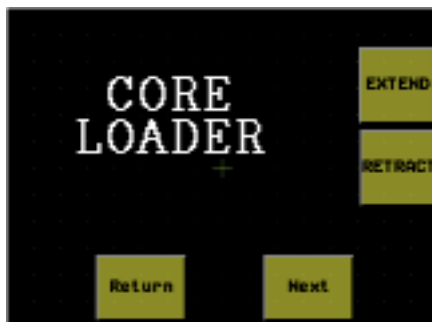 CORE
LOADER
EXTEND
RETRACT
Return
Next